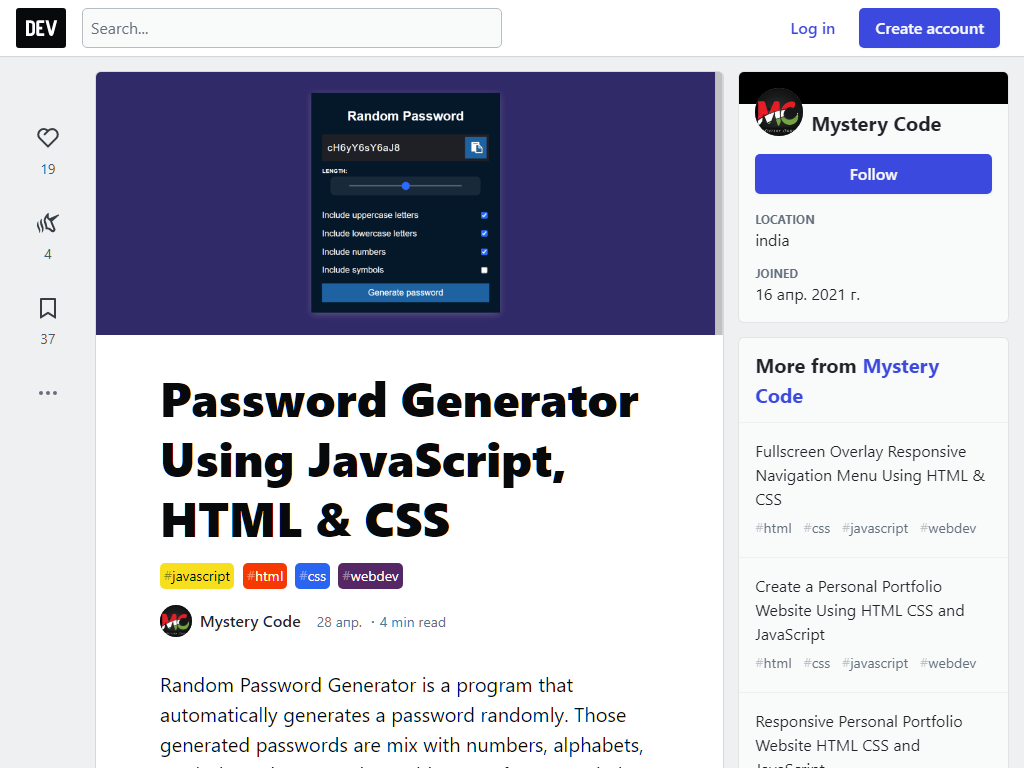 DEV
Search...
Log in
Create account
19
4
37
Random Password
cH6yY6sY6aJ8
LENGTH:
Include uppercase letters
Include lowercase letters
Include numbers
Include symbols
Generate password
Password Generator
Using JavaScript,
HTML & CSS
#javascript #html #css #webdev
Mystery Code 28 апр. · 4 min read
Random Password Generator is a program that
automatically generates a password randomly. Those
generated passwords are mix with numbers, alphabets,
MC
Mystery Code
Follow
LOCATION
india
JOINED
16 апр. 2021 г.
More from Mystery
Code
Fullscreen Overlay Responsive
Navigation Menu Using HTML &
CSS
#html #css #javascript #webdev
Create a Personal Portfolio
Website Using HTML CSS and
JavaScript
#html #css #javascript #webdev
Responsive Personal Portfolio
Website HTML CSS and
JavaScript